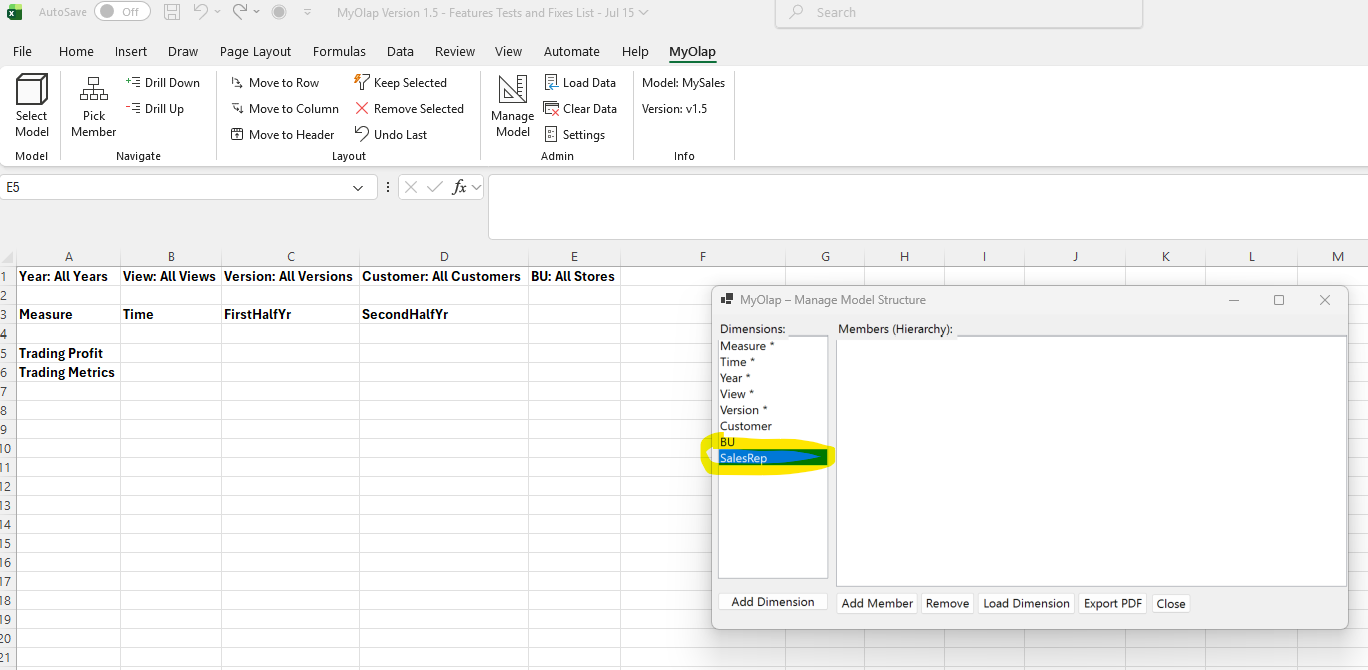 AutoSave Off MyOlap Version 1.5 - Features Tests and Fixes List - Jul 15 Search
File Home Insert Draw Page Layout Formulas Data Review View Automate Help MyOlap
Select Model
Pick Member
Drill Down
Drill Up
Move to Row
Move to Column
Move to Header
Keep Selected
Remove Selected
Undo Last
Manage Model
Load Data
Clear Data
Settings
Model: MySales
Version: v1.5
Model Navigate Layout Admin Info
E5 fx
A B C D E F G H I J K L M
1 Year: All Years View: All Views Version: All Versions Customer: All Customers BU: All Stores
2
3 Measure Time FirstHalfYr SecondHalfYr
4
5 Trading Profit
6 Trading Metrics
7
8
9
10
11
12
13
14
15
16
17
18
19
20
21
MyOlap – Manage Model Structure
Dimensions: Members (Hierarchy):
Measure *
Time *
Year *
View *
Version *
Customer
BU
SalesRep
Add Dimension Add Member Remove Load Dimension Export PDF Close